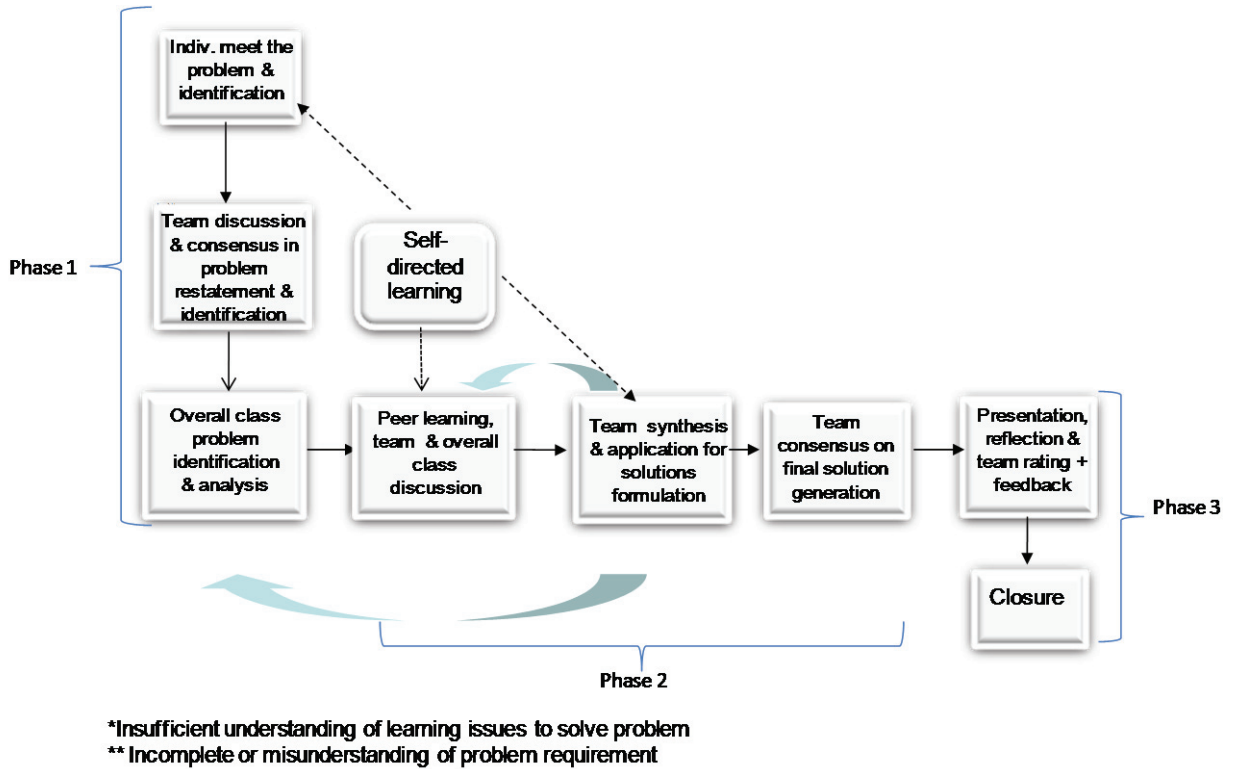 Indiv. meet the
problem &
identification
Phase 1
Team discussion
& consensus in
problem
restatement &
identification
Self-
directed
learning
Overall class
problem
identification
& analysis
Peer learning,
team & overall
class
discussion
Team synthesis
& application for
solutions
formulation
Team
consensus on
final solution
generation
Presentation,
reflection &
team rating +
feedback
Phase 3
Closure
Phase 2
*Insufficient understanding of learning issues to solve problem
** Incomplete or misunderstanding of problem requirement